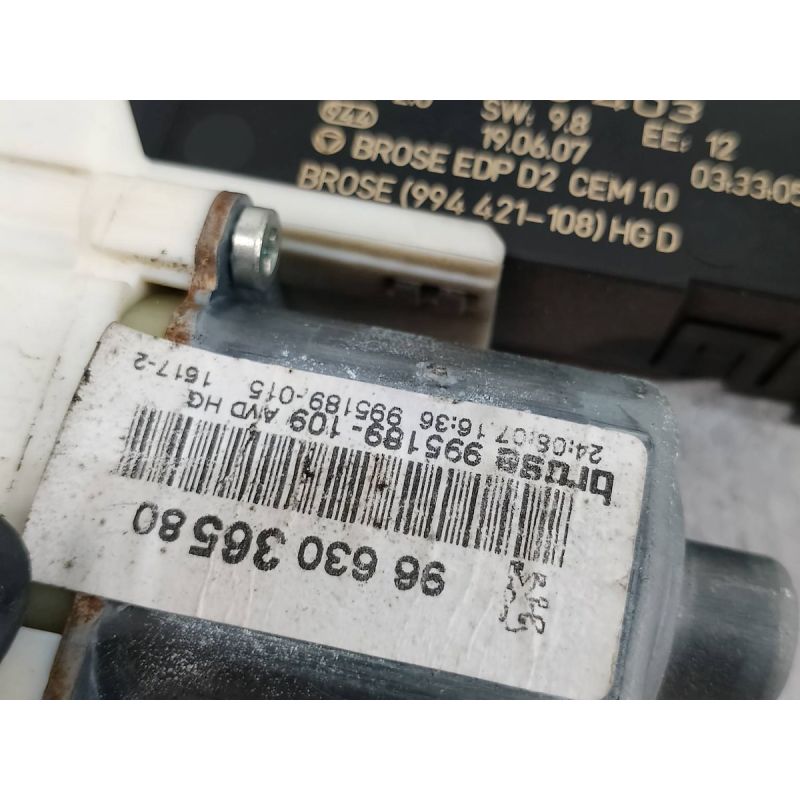 403
SW: 9.8 EE: 12
19.06.07 03:33:05
BROSE EDP D2 CEM 1.0
BROSE (994 421-108) HG D
96 630 36580
brose 995189-109 AVD HG
24:08:07 16:36 995189-015 1617-2